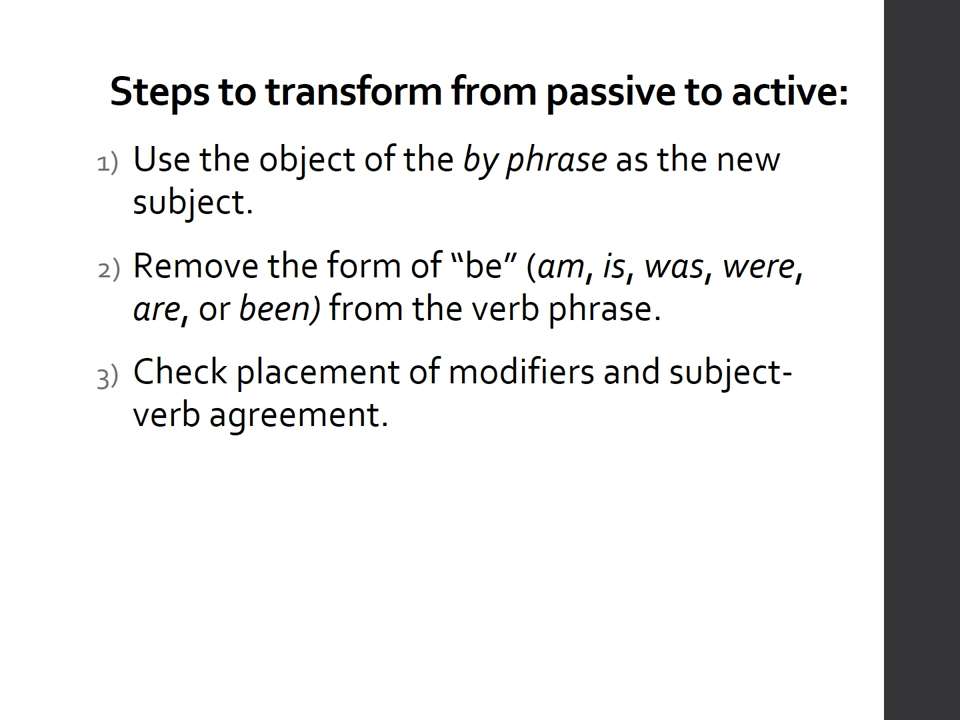 Steps to transform from passive to active:
1) Use the object of the by phrase as the new
subject.
2) Remove the form of “be” (am, is, was, were,
are, or been) from the verb phrase.
3) Check placement of modifiers and subject-
verb agreement.